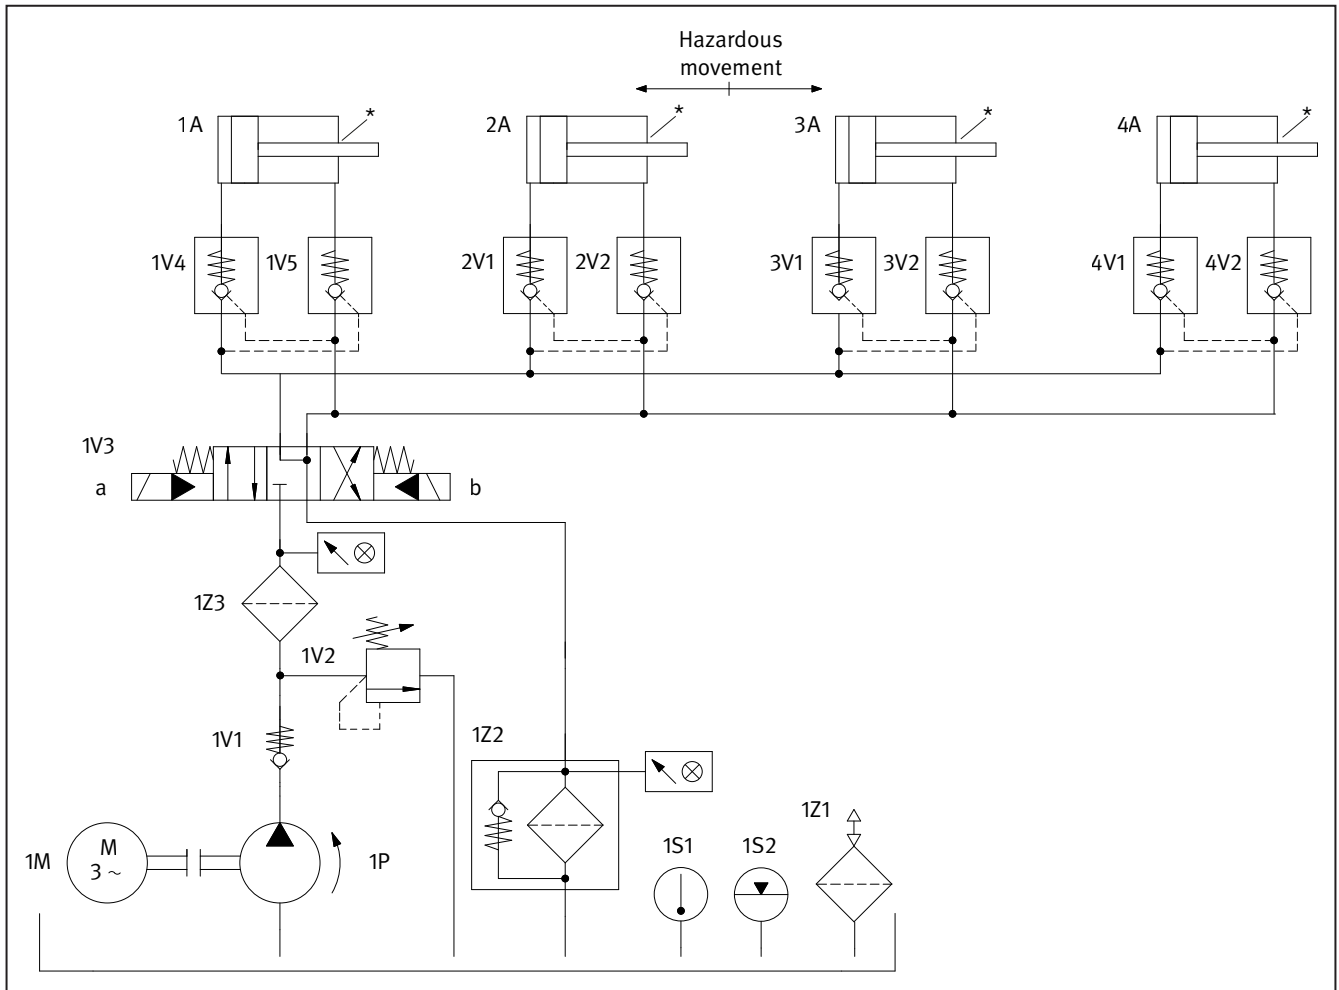 Hazardous
movement
1A
*
2A
*
3A
*
4A
*
1V4
1V5
2V1
2V2
3V1
3V2
4V1
4V2
1V3
a
b
1Z3
1V2
1V1
1Z2
1Z1
1S1
1S2
1M
M
3 ~
1P